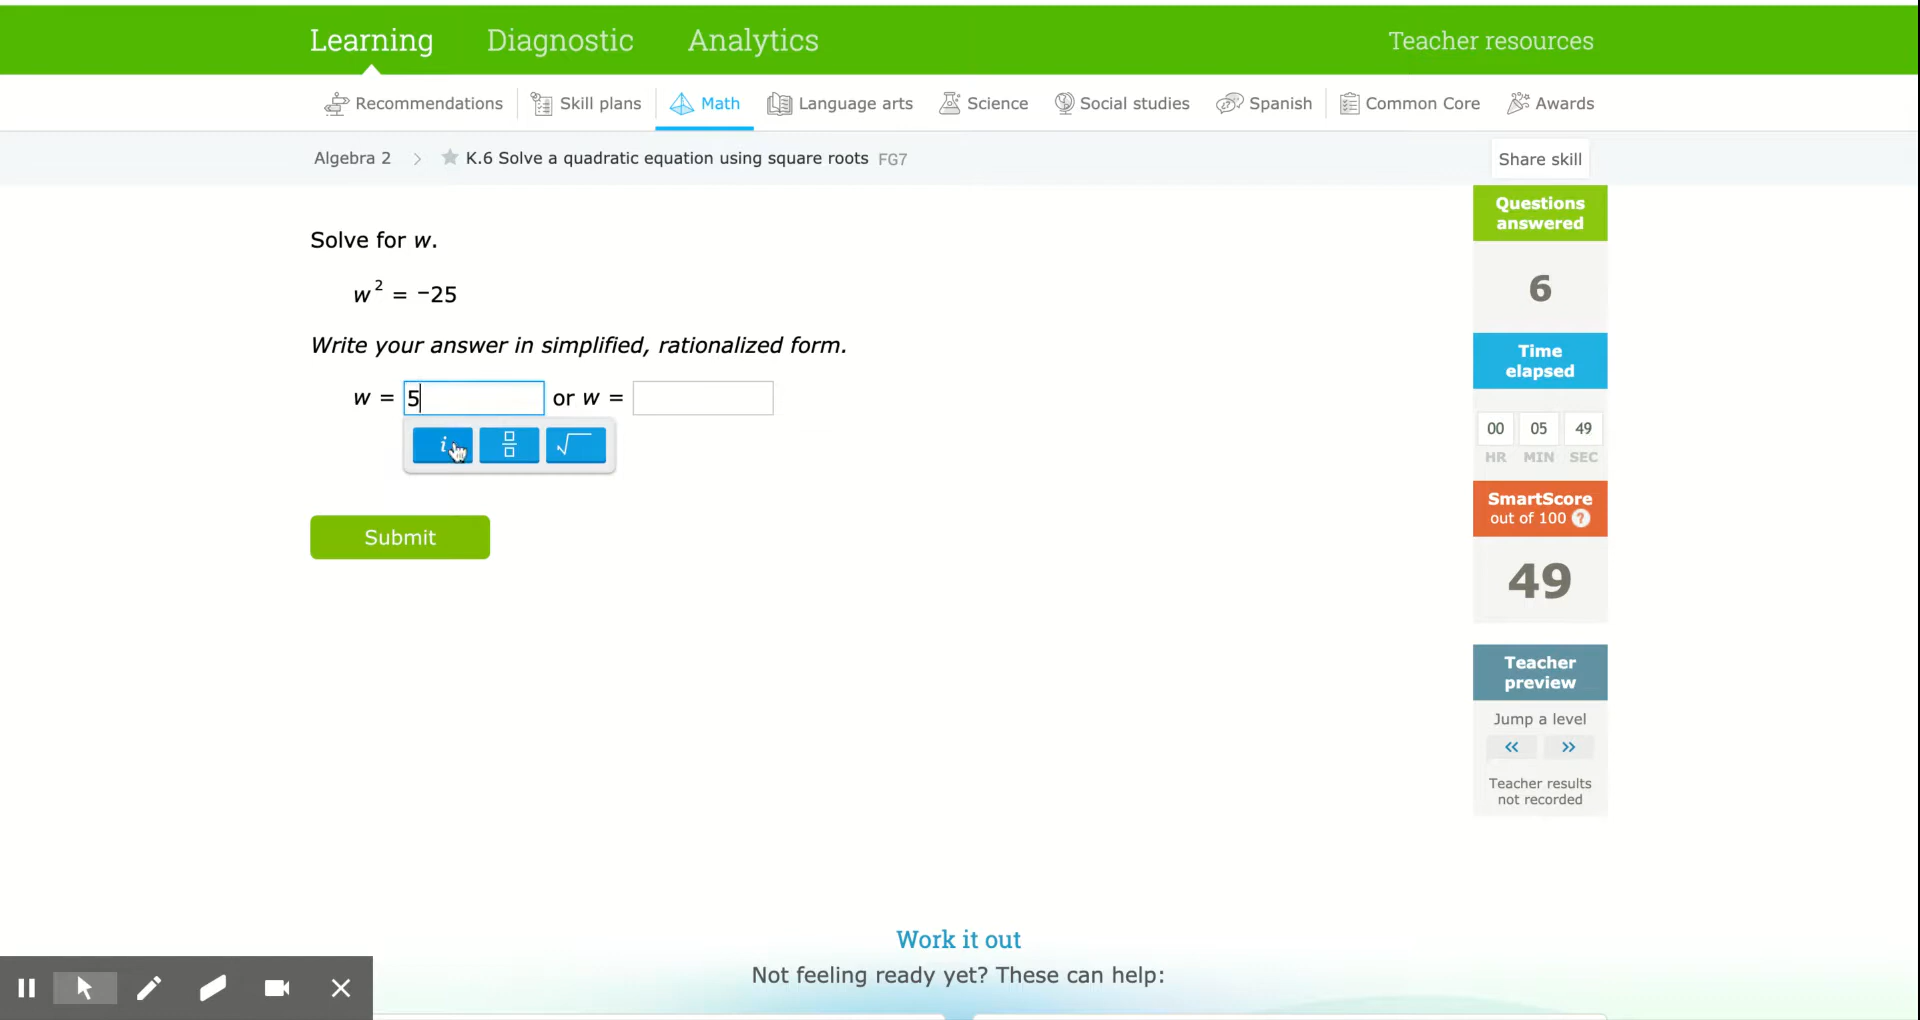 Learning Diagnostic Analytics Teacher resources
Recommendations Skill plans Math Language arts Science Social studies Spanish Common Core Awards
Algebra 2 > K.6 Solve a quadratic equation using square roots FG7 Share skill
Questions
answered
6
Solve for w.
w² = −25
Write your answer in simplified, rationalized form.
w = 5 or w =
i √
Submit
Time
elapsed
00 05 49
HR MIN SEC
SmartScore
out of 100 ?
49
Teacher
preview
Jump a level
« »
Teacher results
not recorded
Work it out
Not feeling ready yet? These can help: